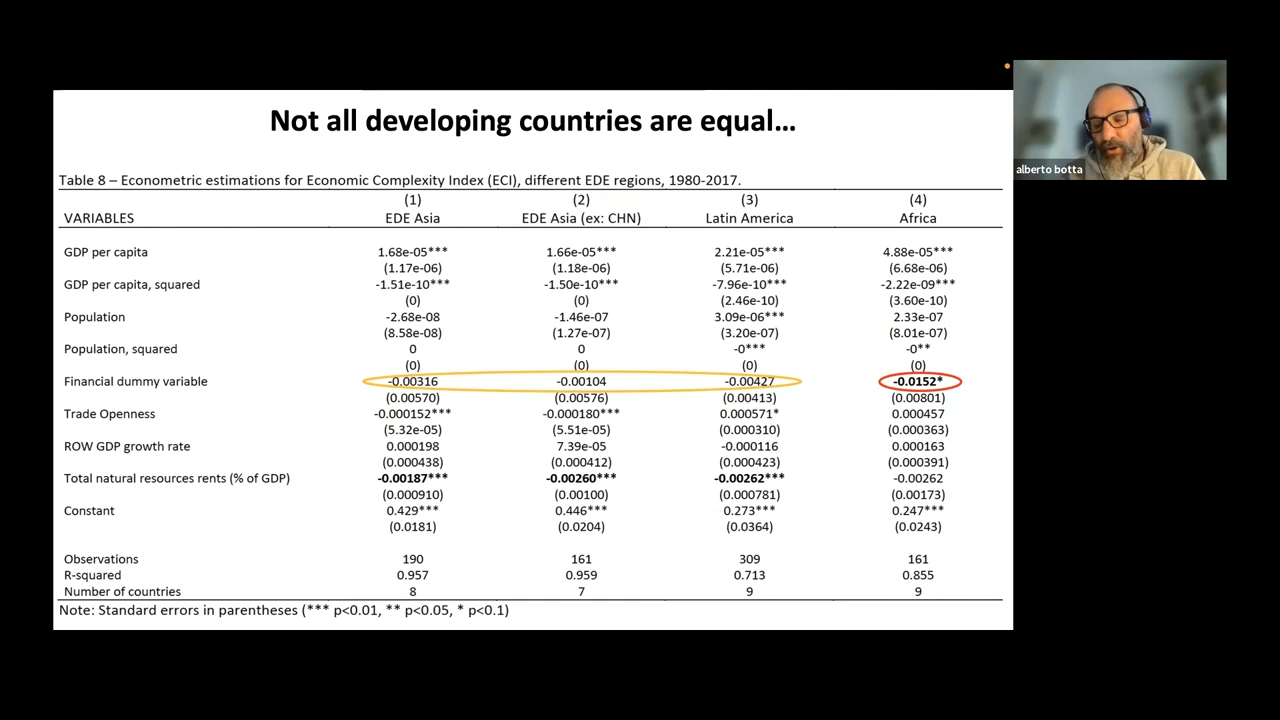 Not all developing countries are equal...
alberto botta
Table 8 – Econometric estimations for Economic Complexity Index (ECI), different EDE regions, 1980-2017.
(1) (2) (3) (4)
VARIABLES EDE Asia EDE Asia (ex: CHN) Latin America Africa
GDP per capita 1.68e-05*** 1.66e-05*** 2.21e-05*** 4.88e-05***
(1.17e-06) (1.18e-06) (5.71e-06) (6.68e-06)
GDP per capita, squared -1.51e-10*** -1.50e-10*** -7.96e-10*** -2.22e-09***
(0) (0) (2.46e-10) (3.60e-10)
Population -2.68e-08 -1.46e-07 3.09e-06*** 2.33e-07
(8.58e-08) (1.27e-07) (3.20e-07) (8.01e-07)
Population, squared 0 0 -0*** -0**
(0) (0) (0) (0)
Financial dummy variable -0.00316 -0.00104 -0.00427 -0.0152*
(0.00570) (0.00576) (0.00413) (0.00801)
Trade Openness -0.000152*** -0.000180*** 0.000571* 0.000457
(5.32e-05) (5.51e-05) (0.000310) (0.000363)
ROW GDP growth rate 0.000198 7.39e-05 -0.000116 0.000163
(0.000438) (0.000412) (0.000423) (0.000391)
Total natural resources rents (% of GDP) -0.00187*** -0.00260*** -0.00262*** -0.00262
(0.000910) (0.00100) (0.000781) (0.00173)
Constant 0.429*** 0.446*** 0.273*** 0.247***
(0.0181) (0.0204) (0.0364) (0.0243)
Observations 190 161 309 161
R-squared 0.957 0.959 0.713 0.855
Number of countries 8 7 9 9
Note: Standard errors in parentheses (*** p<0.01, ** p<0.05, * p<0.1)